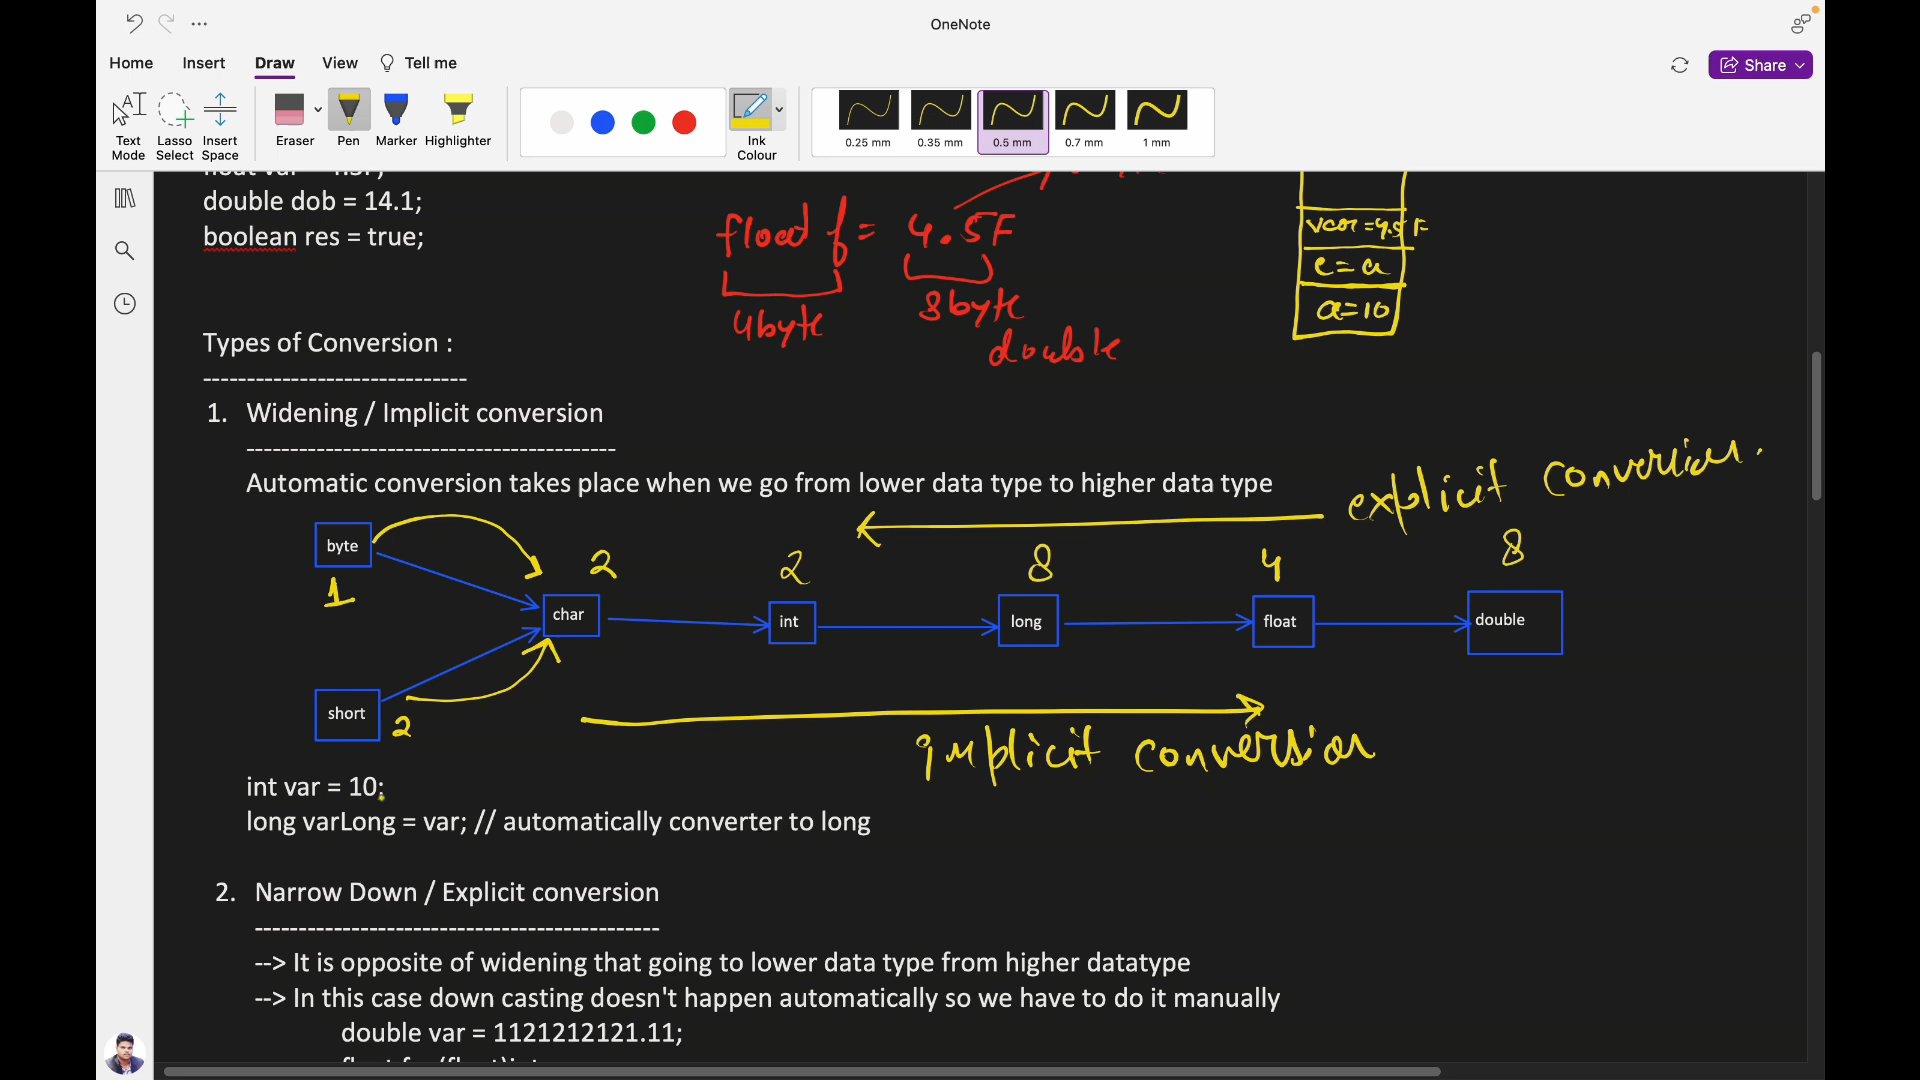 OneNote
Home Insert Draw View Tell me
Share
Text Mode
Lasso Select
Insert Space
Eraser
Pen
Marker
Highlighter
Ink Colour
0.25 mm
0.35 mm
0.5 mm
0.7 mm
1 mm
double dob = 14.1;
boolean res = true;
float f = 4.5F
4byte
8byte
double
var = 4.5F
c = a
a = 10
Types of Conversion :
------------------------------
1. Widening / Implicit conversion
------------------------------------------
Automatic conversion takes place when we go from lower data type to higher data type
explicit conversion.
byte
1
2
char
2
int
8
long
4
float
8
double
short
2
implicit conversion
int var = 10;
long varLong = var; // automatically converter to long
2. Narrow Down / Explicit conversion
----------------------------------------------
--> It is opposite of widening that going to lower data type from higher datatype
--> In this case down casting doesn't happen automatically so we have to do it manually
double var = 1121212121.11;